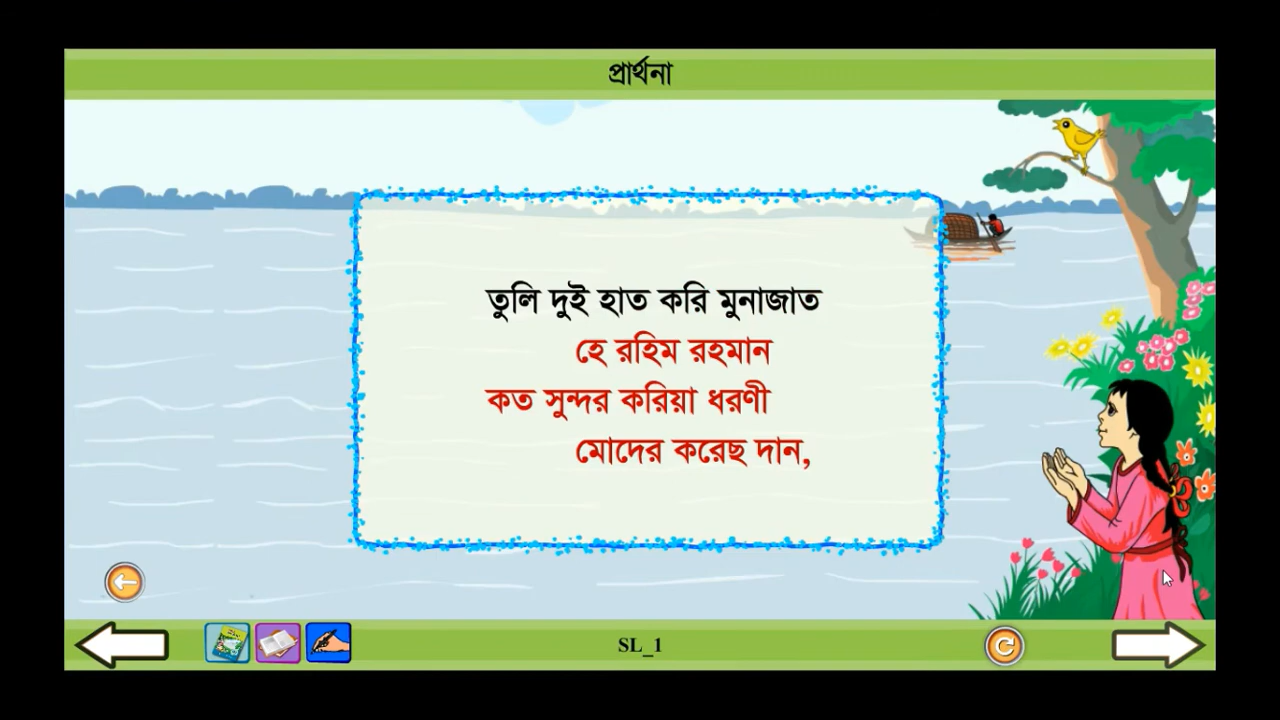 প্রার্থনা
তুলি দুই হাত করি মুনাজাত
হে রহিম রহমান
কত সুন্দর করিয়া ধরণী
মোদের করেছ দান,
SL_1